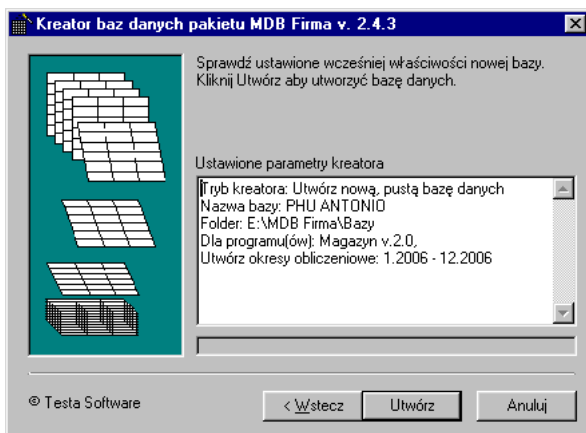 Kreator baz danych pakietu MDB Firma v. 2.4.3
Sprawdź ustawione wcześniej właściwości nowej bazy.
Kliknij Utwórz aby utworzyć bazę danych.
Ustawione parametry kreatora
Tryb kreatora: Utwórz nową, pustą bazę danych
Nazwa bazy: PHU ANTONIO
Folder: E:\MDB Firma\Bazy
Dla programu(ów): Magazyn v.2.0,
Utwórz okresy obliczeniowe: 1.2006 - 12.2006
© Testa Software
< Wstecz
Utwórz
Anuluj